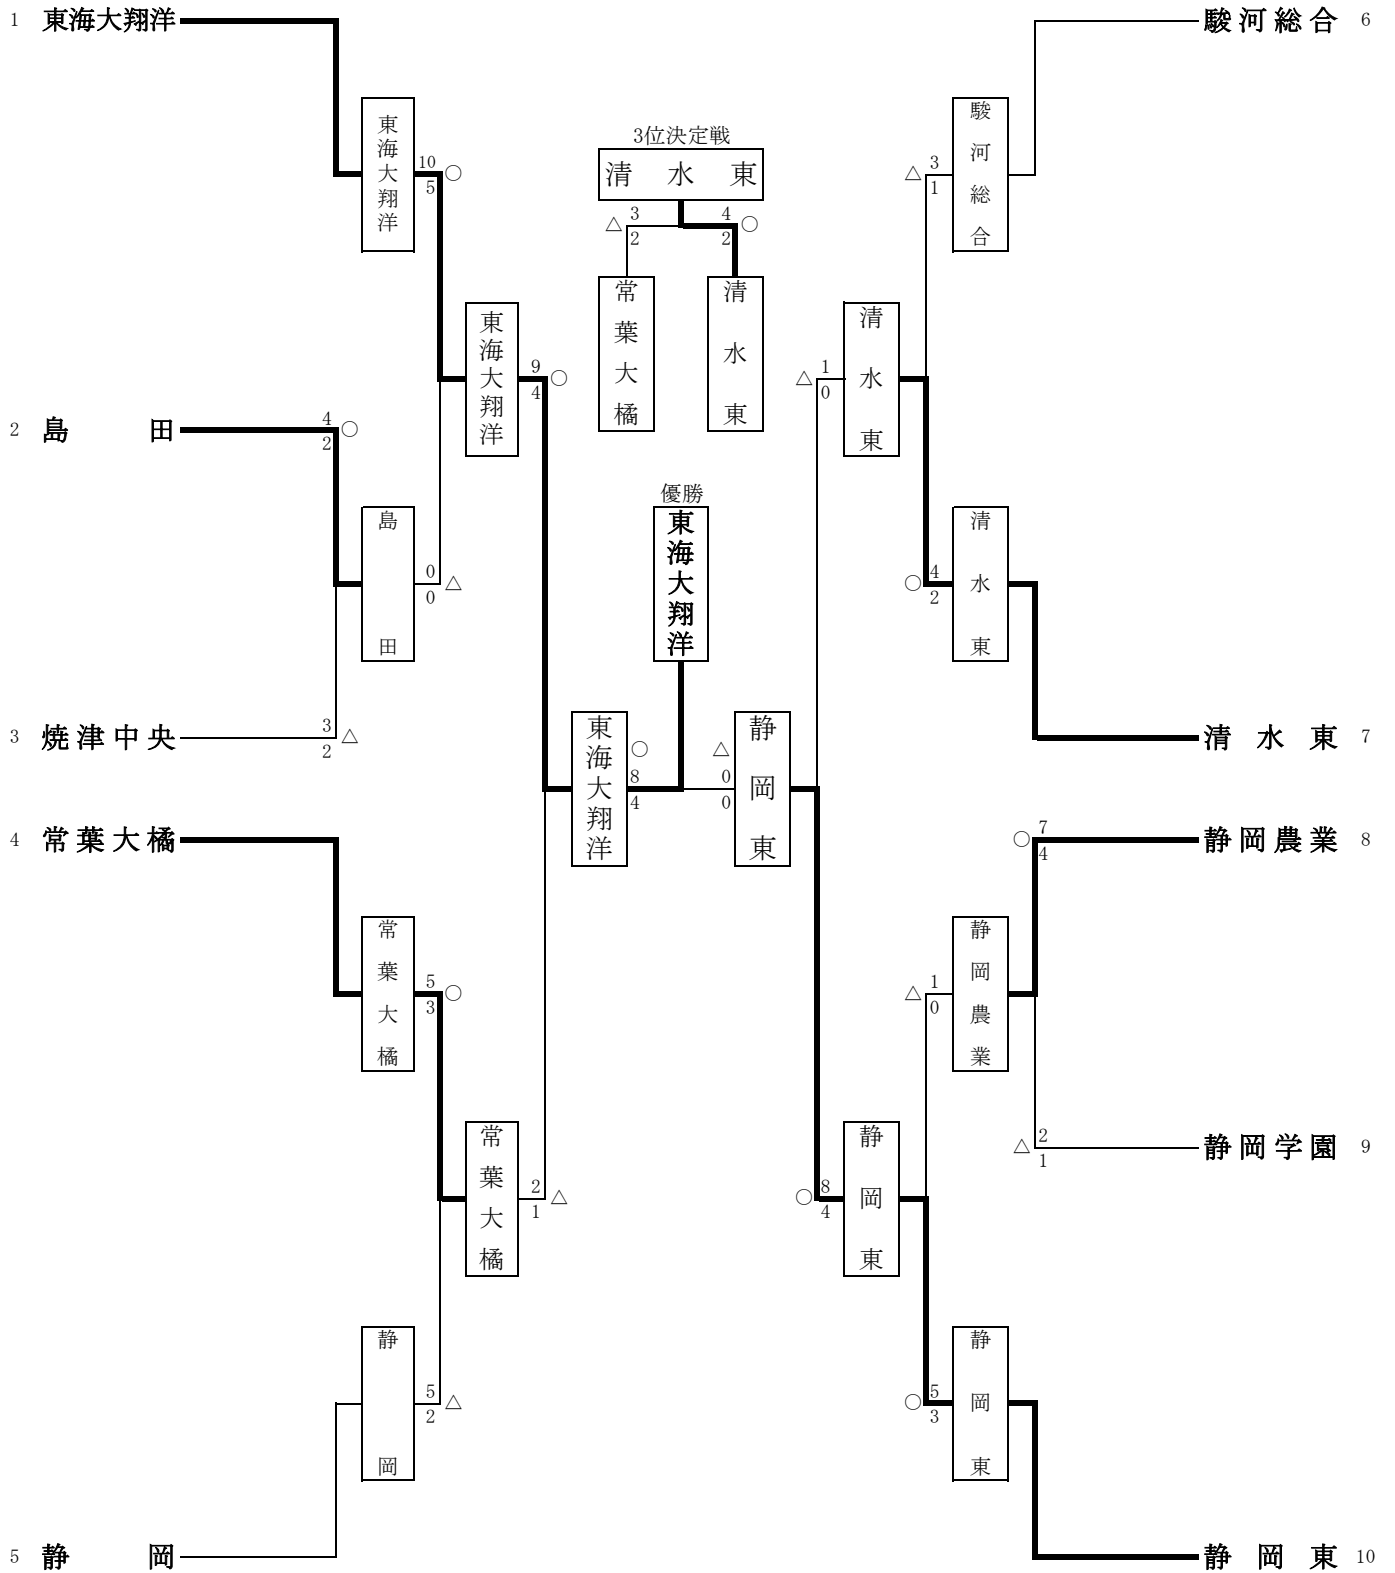 1 東海大翔洋
駿河総合 6
東海大翔洋
10
5 ○
3位決定戦
清水東
△ 3
2
4 ○
2
常葉大橘
清水東
駿河総合
△ 3
1
東海大翔洋
9 ○
4
清水東
△ 1
0
2 島田
4 ○
2
島田
0 △
0
3 焼津中央
3 △
2
優勝
東海大翔洋
清水東
○ 4
2
清水東 7
東海大翔洋
○
8
4
静岡東
△
0
0
4 常葉大橘
常葉大橘
5 ○
3
常葉大橘
2 △
1
静岡
5 △
2
5 静岡
○ 7
4
静岡農業 8
静岡農業
△ 1
0
△ 2
1
静岡学園 9
静岡東
○ 8
4
静岡東
○ 5
3
静岡東 10